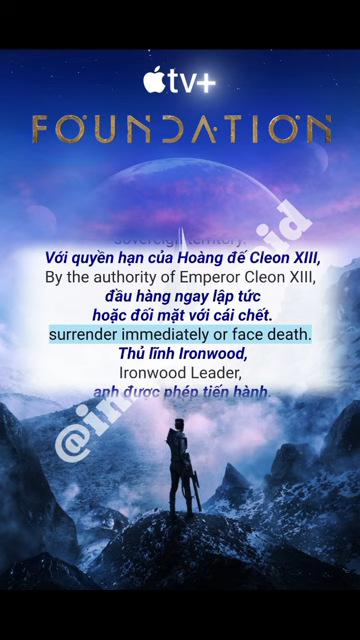 tv+
FOUNDATION
sovereign territory.
Với quyền hạn của Hoàng đế Cleon XIII,
By the authority of Emperor Cleon XIII,
đầu hàng ngay lập tức
hoặc đối mặt với cái chết.
surrender immediately or face death.
Thủ lĩnh Ironwood,
Ironwood Leader,
anh được phép tiến hành.